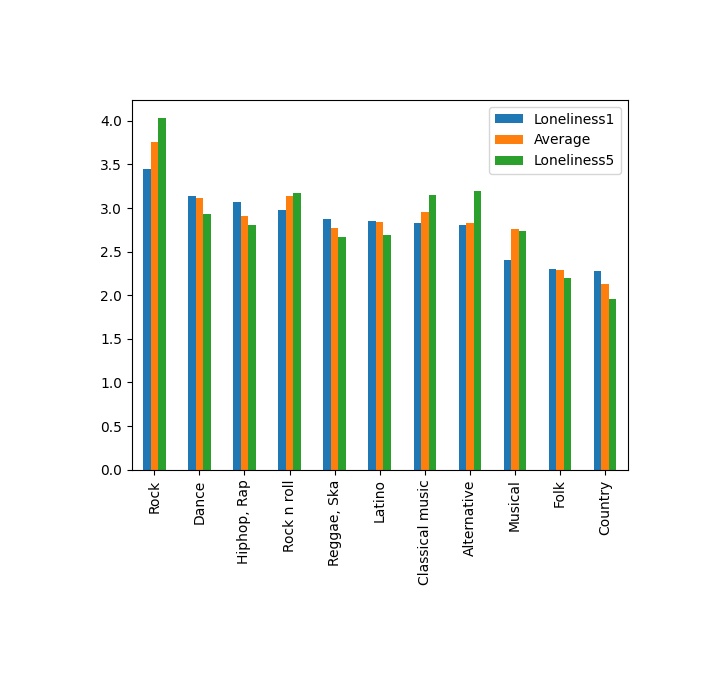 Loneliness1
Average
Loneliness5
4.0
3.5
3.0
2.5
2.0
1.5
1.0
0.5
0.0
Rock
Dance
Hiphop, Rap
Rock n roll
Reggae, Ska
Latino
Classical music
Alternative
Musical
Folk
Country